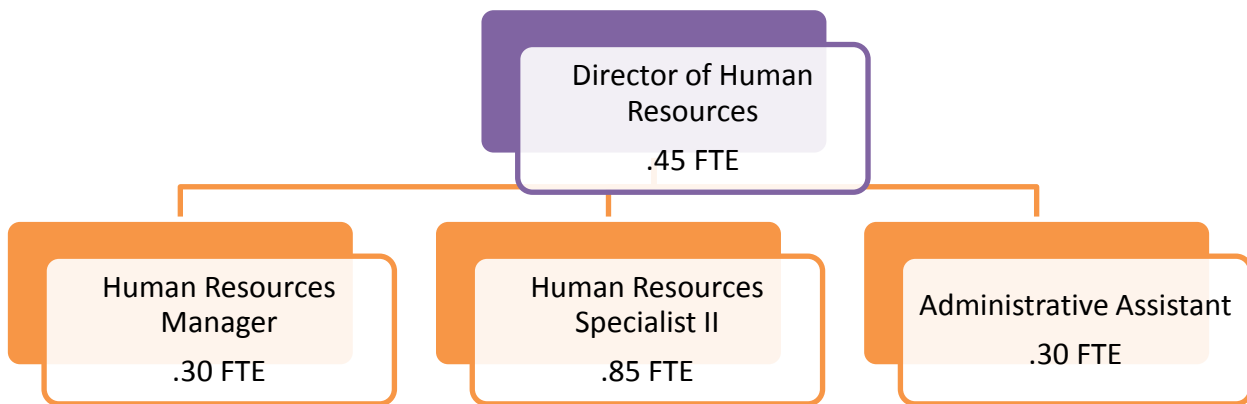 Director of Human
Resources
.45 FTE
Human Resources
Manager
.30 FTE
Human Resources
Specialist II
.85 FTE
Administrative Assistant
.30 FTE